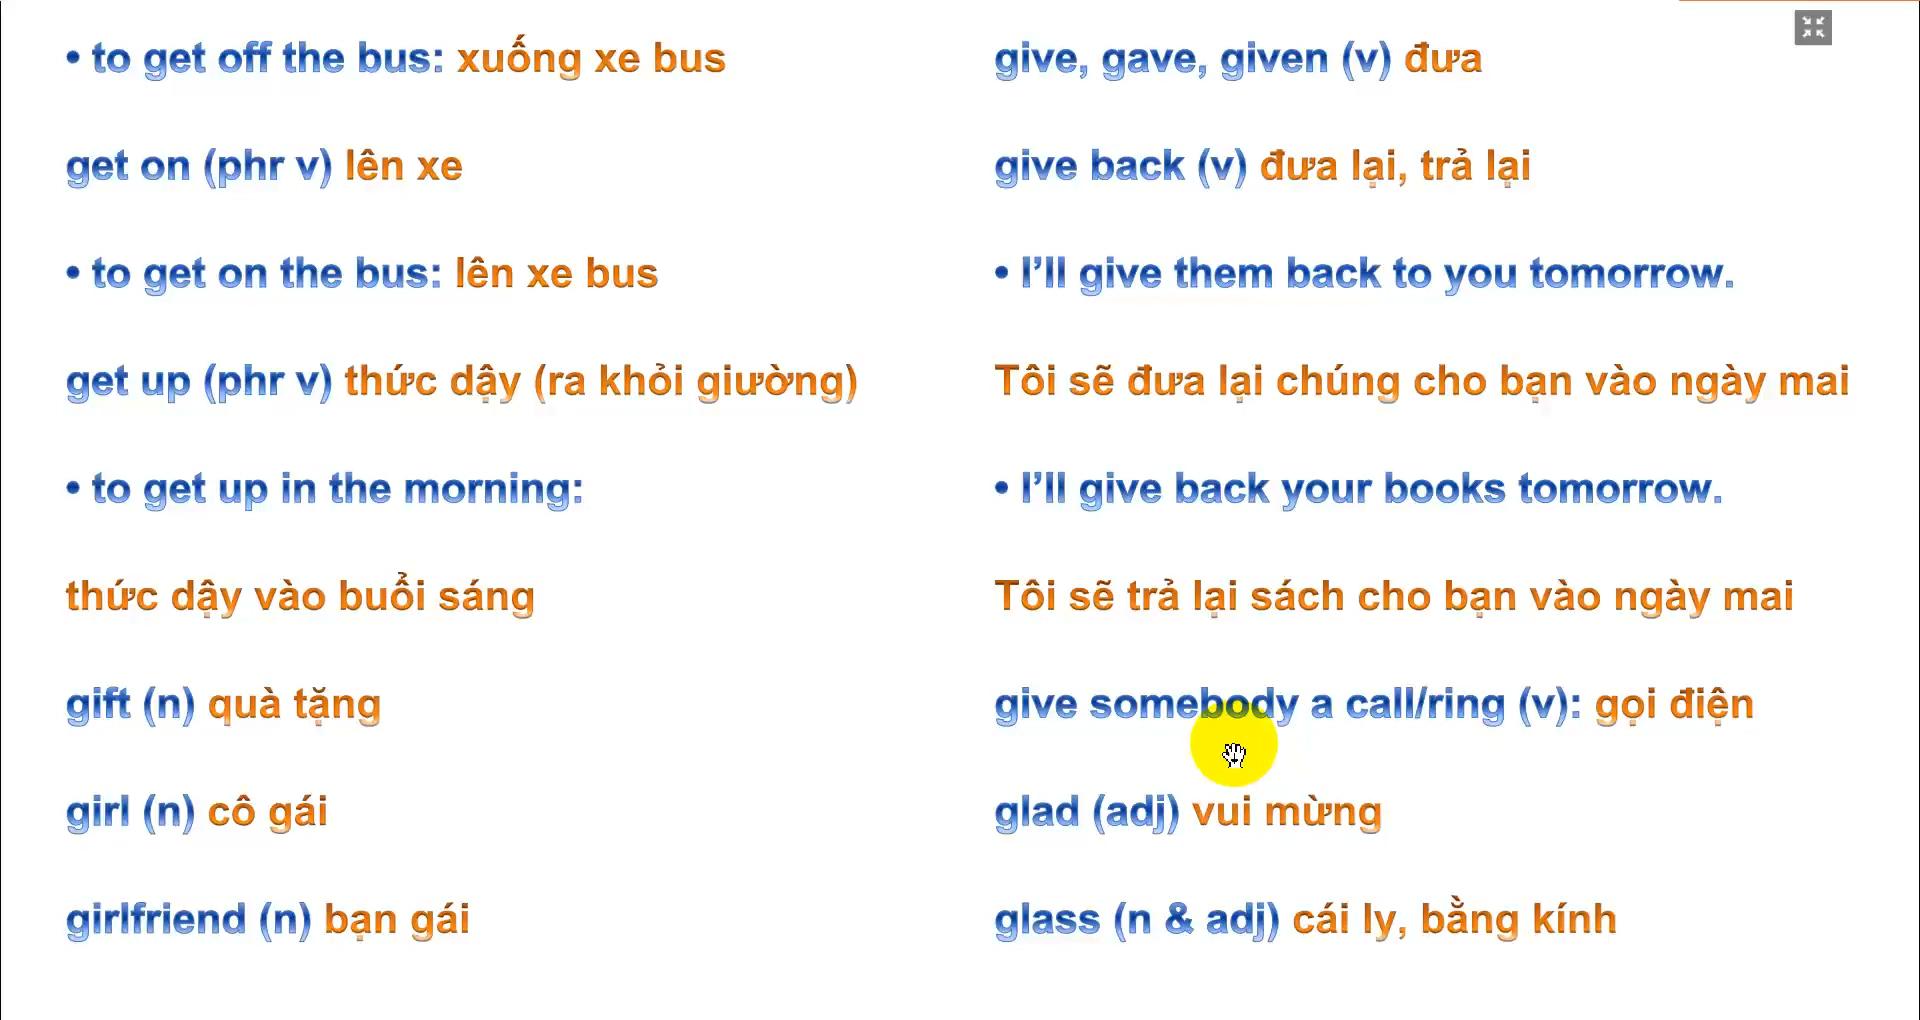 • to get off the bus: xuống xe bus
get on (phr v) lên xe
• to get on the bus: lên xe bus
get up (phr v) thức dậy (ra khỏi giường)
• to get up in the morning:
thức dậy vào buổi sáng
gift (n) quà tặng
girl (n) cô gái
girlfriend (n) bạn gái
give, gave, given (v) đưa
give back (v) đưa lại, trả lại
• I’ll give them back to you tomorrow.
Tôi sẽ đưa lại chúng cho bạn vào ngày mai
• I’ll give back your books tomorrow.
Tôi sẽ trả lại sách cho bạn vào ngày mai
give somebody a call/ring (v): gọi điện
glad (adj) vui mừng
glass (n & adj) cái ly, bằng kính